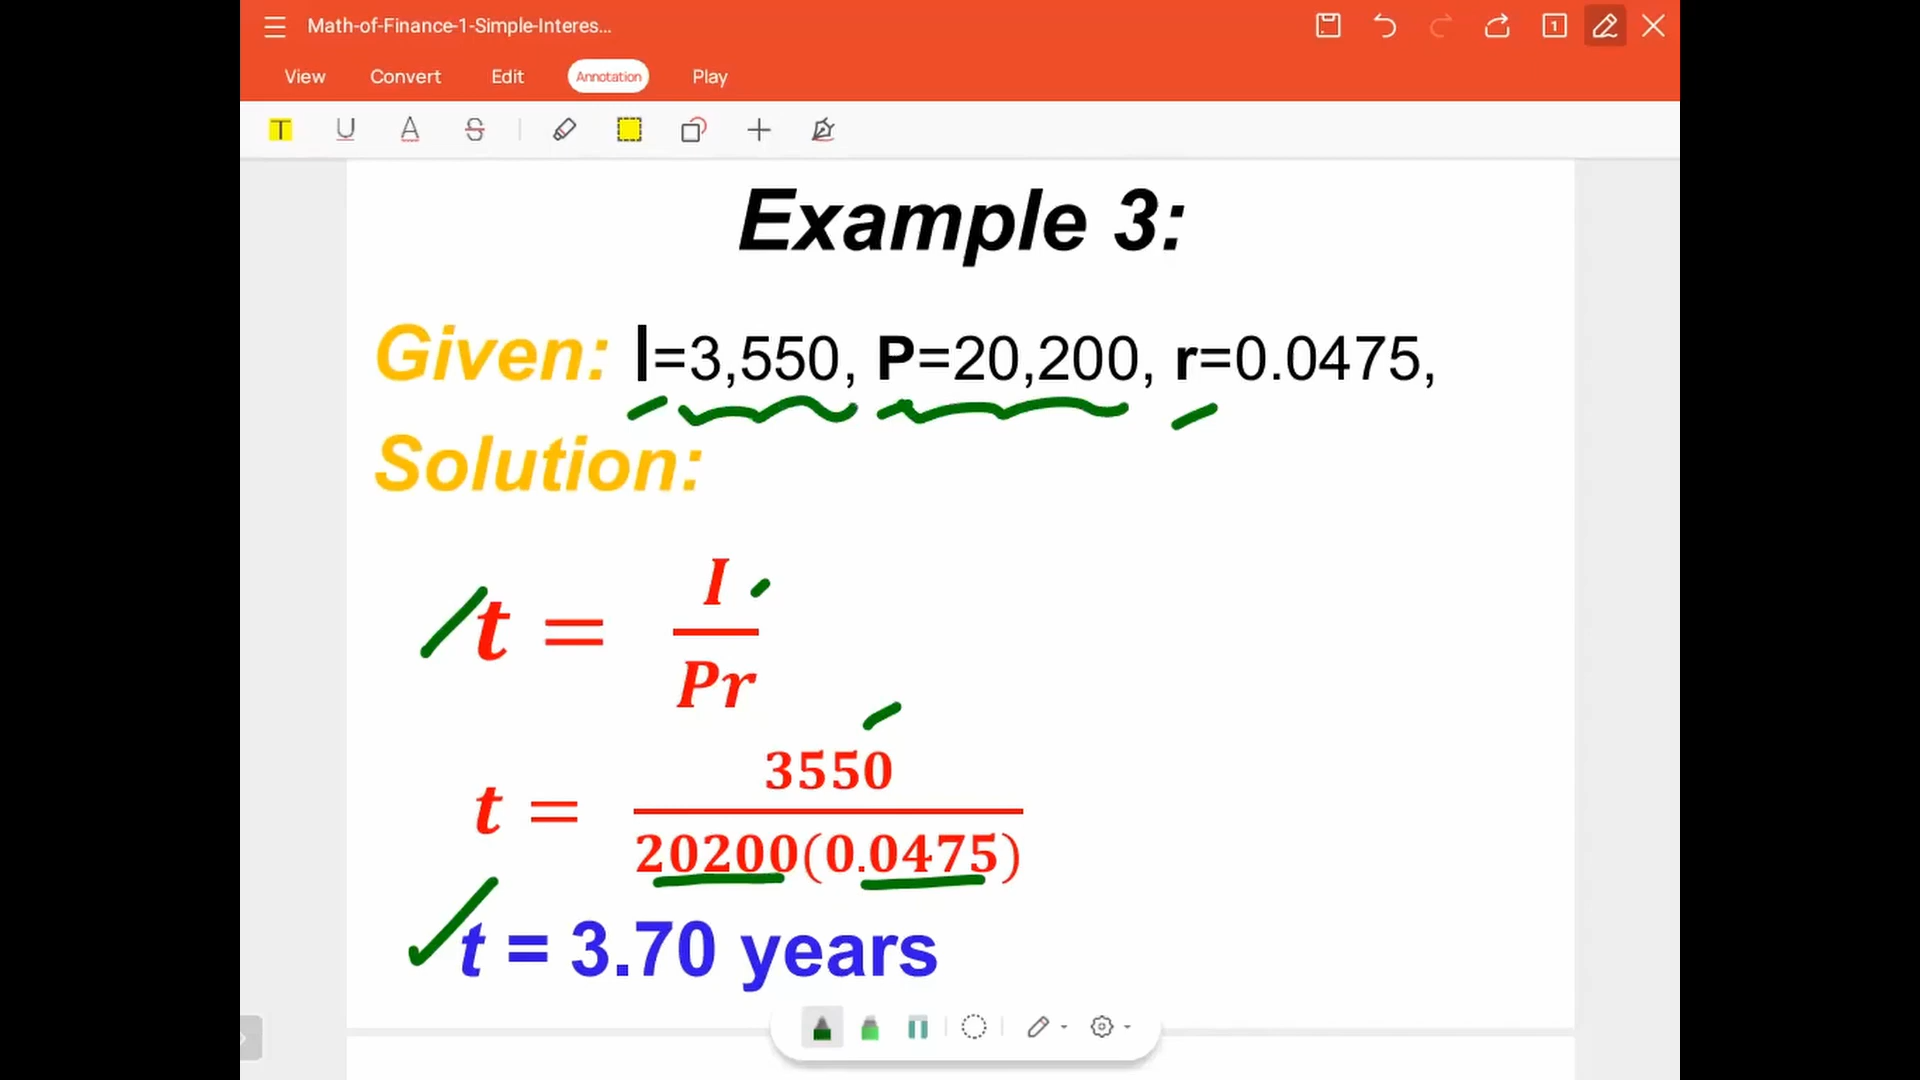 Math-of-Finance-1-Simple-Interes...
1
View Convert Edit Annotation Play
T U A S
Example 3:
Given: I=3,550, P=20,200, r=0.0475,
Solution:
t = I / Pr
t = 3550 / 20200(0.0475)
t = 3.70 years